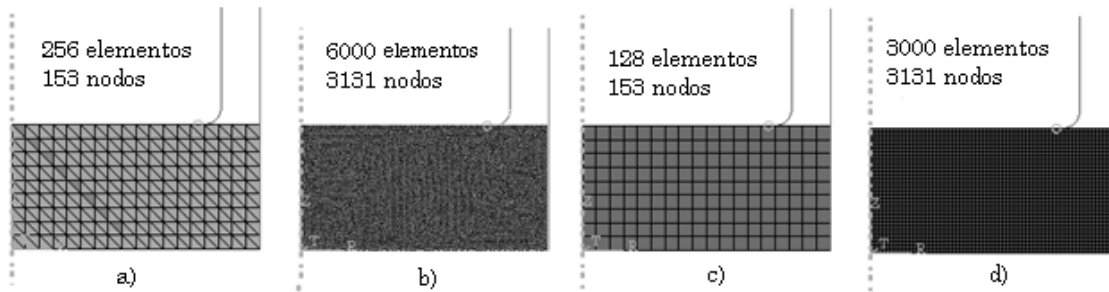 256 elementos
153 nodos
6000 elementos
3131 nodos
128 elementos
153 nodos
3000 elementos
3131 nodos
Z
T R
Z
T R
Z
T R
a)
b)
c)
d)